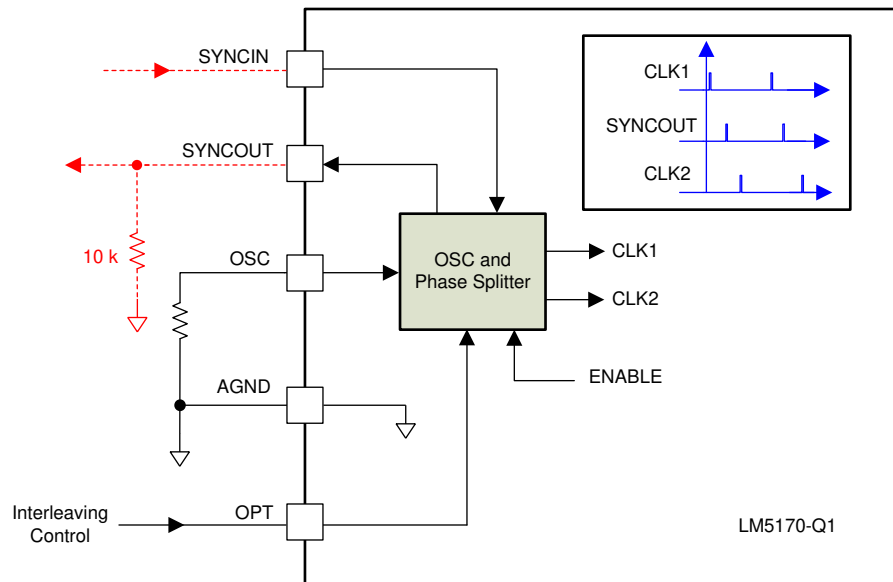 SYNCIN
CLK1
SYNCOUT
SYNCOUT
CLK2
10 k
OSC
OSC and
Phase Splitter
CLK1
CLK2
AGND
ENABLE
Interleaving
Control
OPT
LM5170-Q1